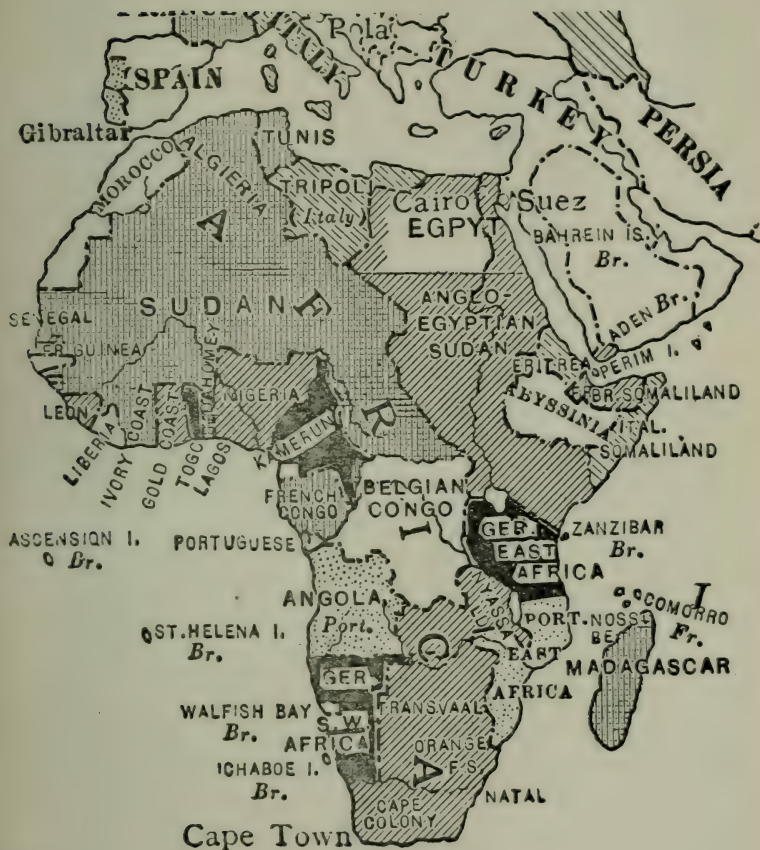 FRANCE
ITALY
Pola
SPAIN
TURKEY
PERSIA
Gibraltar
TUNIS
MOROCCO
ALGIERIA
TRIPOLI
(Italy)
Cairo
Suez
EGPYT
BAHREIN IS.
Br.
A
F
R
I
C
A
SUDAN
ANGLO-
EGYPTIAN
SUDAN
ADEN Br.
PERIM I.
SENEGAL
FR GUINEA
DAHOMEY
NIGERIA
ERITREA
ABYSSINIA
BR. SOMALILAND
ITAL.
SOMALILAND
LEON
LIBERIA
IVORY COAST
GOLD COAST
TOGO
LAGOS
KAMERUN
FRENCH
CONGO
BELGIAN
CONGO
GER.
EAST
AFRICA
ZANZIBAR
Br.
ASCENSION I.
Br.
PORTUGUESE
ANGOLA
Port.
NYASSA
PORT.
EAST
AFRICA
NOSSI
BE
I
COMORRO
Fr.
MADAGASCAR
ST. HELENA I.
Br.
GER.
S. W.
AFRICA
WALFISH BAY
Br.
ICHABOE I.
Br.
TRANSVAAL
ORANGE
F.S.
CAPE
COLONY
NATAL
Cape Town